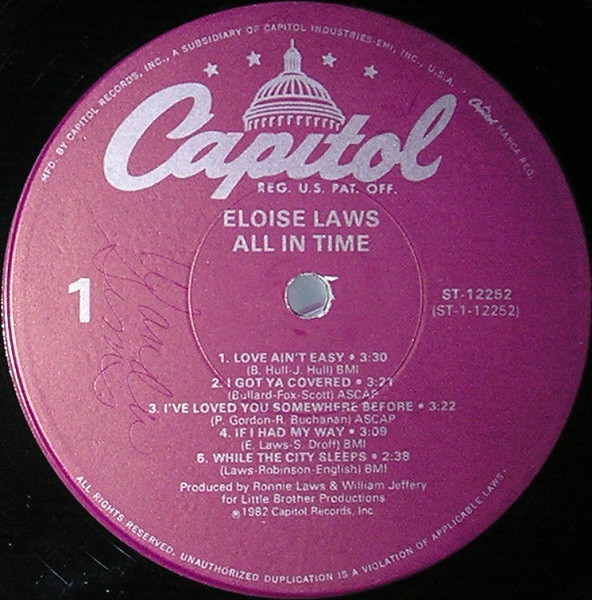 MFD. BY CAPITOL RECORDS, INC., A SUBSIDIARY OF CAPITOL INDUSTRIES-EMI, INC., U.S.A.
Capitol MARCA REG.
Capitol
REG. U.S. PAT. OFF.
ELOISE LAWS
ALL IN TIME
1
ST-12252
(ST-1-12252)
1. LOVE AIN'T EASY • 3:30
(B. Hull-J. Hull) BMI
2. I GOT YA COVERED • 3:21
(Bullard-Fox-Scott) ASCAP
3. I'VE LOVED YOU SOMEWHERE BEFORE • 3:22
(P. Gordon-R. Buchanan) ASCAP
4. IF I HAD MY WAY • 3:09
(E. Laws-S. Droff) BMI
5. WHILE THE CITY SLEEPS • 2:38
(Laws-Robinson-English) BMI
Produced by Ronnie Laws & William Jeffery
for Little Brother Productions
℗1982 Capitol Records, Inc
ALL RIGHTS RESERVED. UNAUTHORIZED DUPLICATION IS A VIOLATION OF APPLICABLE LAWS.